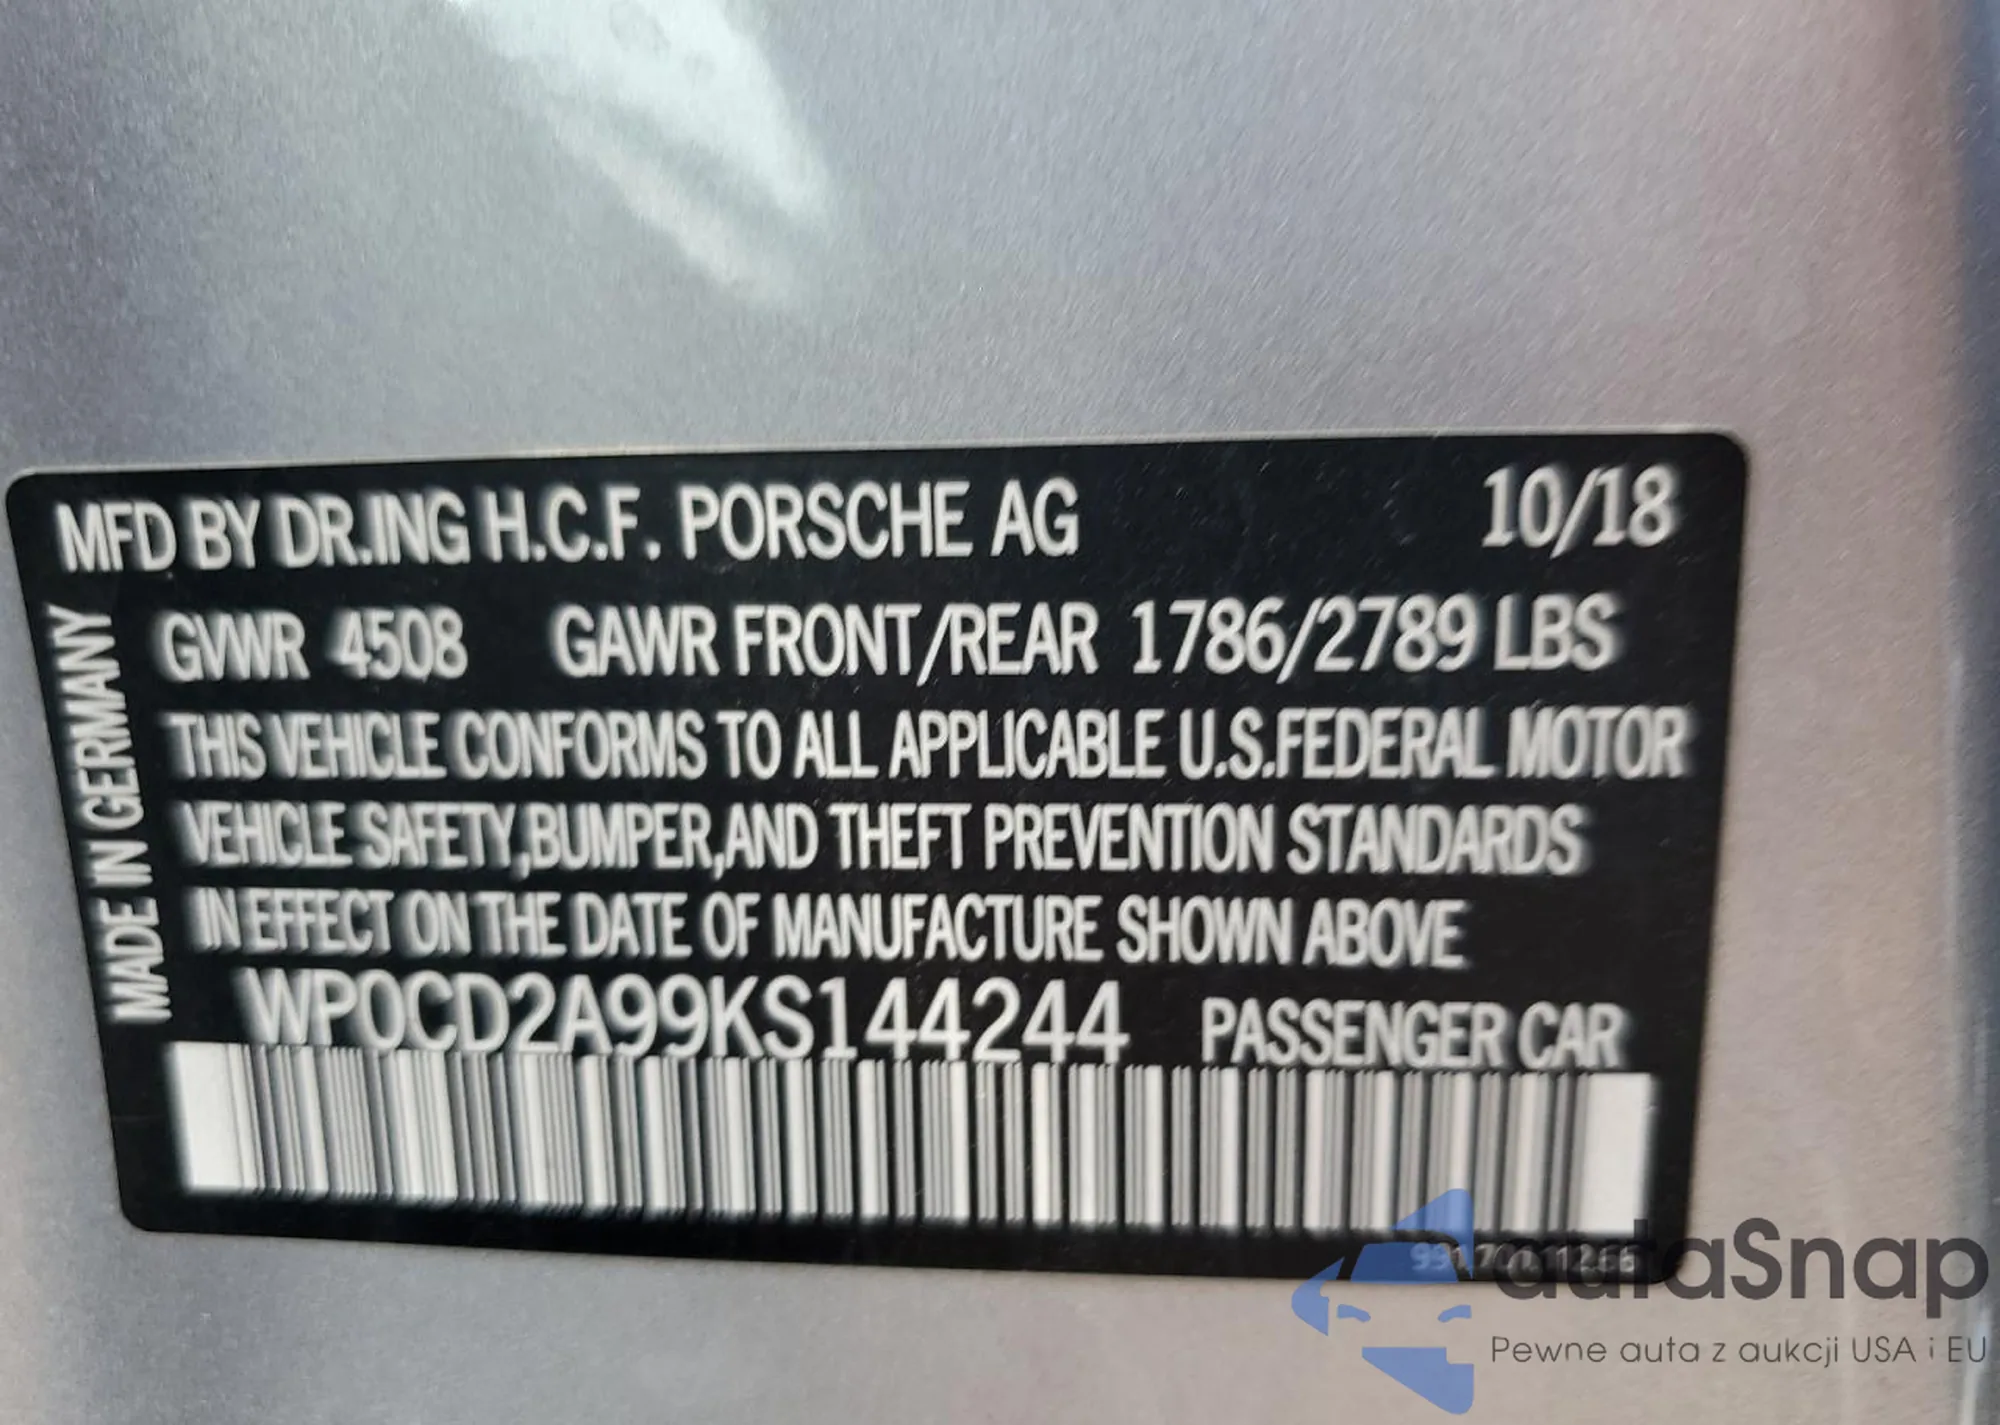 MFD BY DR.ING H.C.F. PORSCHE AG 10/18
GVWR 4508 GAWR FRONT/REAR 1786/2789 LBS
THIS VEHICLE CONFORMS TO ALL APPLICABLE U.S.FEDERAL MOTOR
VEHICLE SAFETY,BUMPER,AND THEFT PREVENTION STANDARDS
IN EFFECT ON THE DATE OF MANUFACTURE SHOWN ABOVE
WP0CD2A99KS144244 PASSENGER CAR
MADE IN GERMANY
autaSnap
Pewne auta z aukcji USA i EU